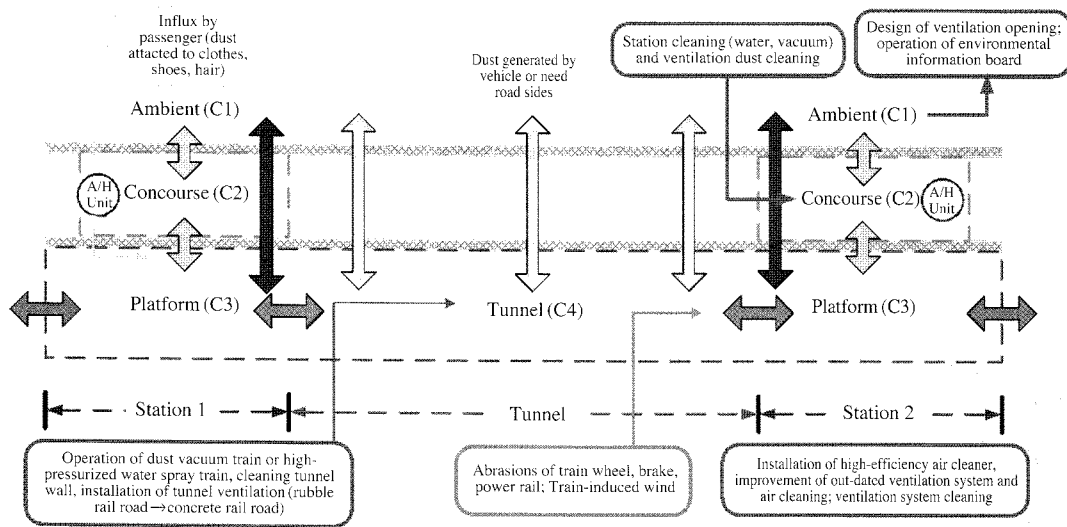 Influx by
passenger (dust
attacted to clothes,
shoes, hair)
Dust generated by
vehicle or need
road sides
Station cleaning (water, vacuum)
and ventilation dust cleaning
Design of ventilation opening;
operation of environmental
information board
Ambient (C1)
Ambient (C1)
A/H
Unit
Concourse (C2)
Concourse (C2)
A/H
Unit
Platform (C3)
Tunnel (C4)
Platform (C3)
Station 1
Tunnel
Station 2
Operation of dust vacuum train or high-
pressurized water spray train, cleaning tunnel
wall, installation of tunnel ventilation (rubble
rail road→concrete rail road)
Abrasions of train wheel, brake,
power rail; Train-induced wind
Installation of high-efficiency air cleaner,
improvement of out-dated ventilation system and
air cleaning; ventilation system cleaning